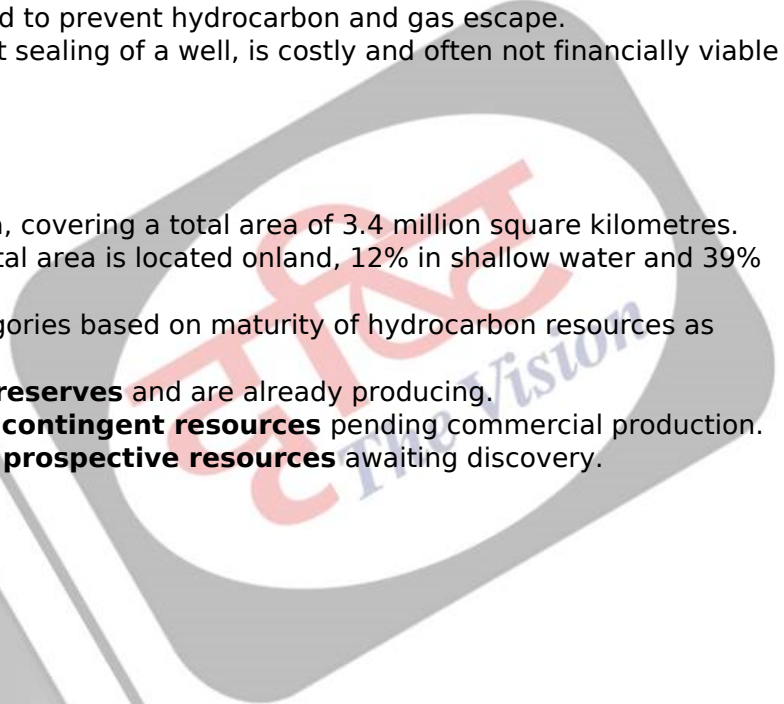 d to prevent hydrocarbon and gas escape.
t sealing of a well, is costly and often not financially viable
, covering a total area of 3.4 million square kilometres.
tal area is located onland, 12% in shallow water and 39%
gories based on maturity of hydrocarbon resources as
reserves and are already producing.
contingent resources pending commercial production.
prospective resources awaiting discovery.
दृष्टि
The Vision